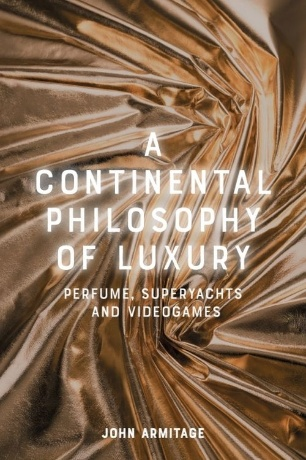 A
CONTINENTAL
PHILOSOPHY
OF LUXURY
PERFUME, SUPERYACHTS
AND VIDEOGAMES
JOHN ARMITAGE